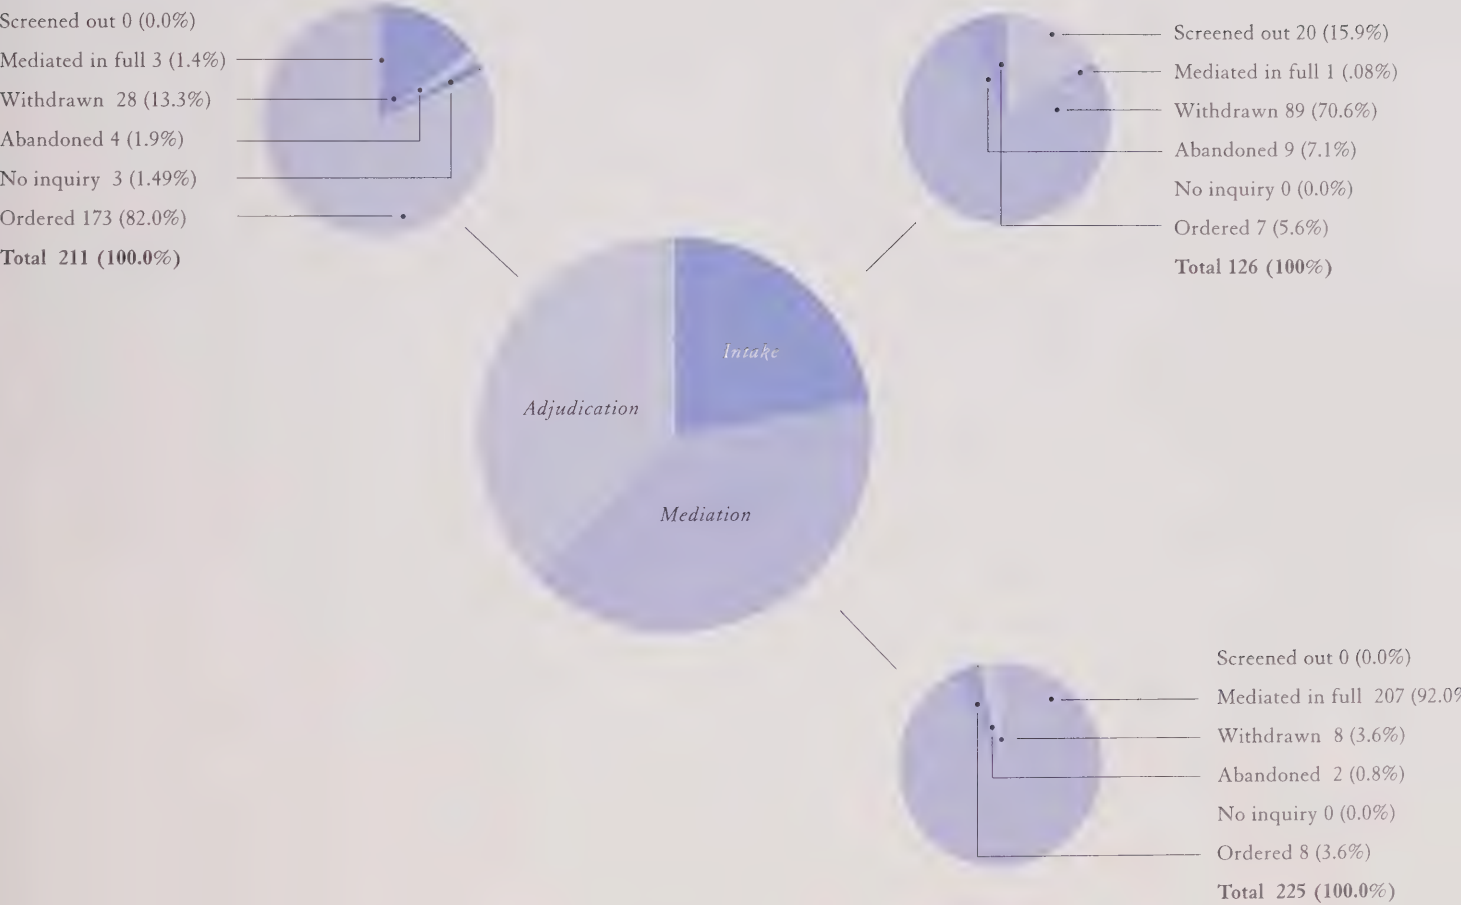 Screened out 0 (0.0%)
Mediated in full 3 (1.4%)
Withdrawn 28 (13.3%)
Abandoned 4 (1.9%)
No inquiry 3 (1.49%)
Ordered 173 (82.0%)
Total 211 (100.0%)
Screened out 20 (15.9%)
Mediated in full 1 (.08%)
Withdrawn 89 (70.6%)
Abandoned 9 (7.1%)
No inquiry 0 (0.0%)
Ordered 7 (5.6%)
Total 126 (100%)
Intake
Adjudication
Mediation
Screened out 0 (0.0%)
Mediated in full 207 (92.0%
Withdrawn 8 (3.6%)
Abandoned 2 (0.8%)
No inquiry 0 (0.0%)
Ordered 8 (3.6%)
Total 225 (100.0%)